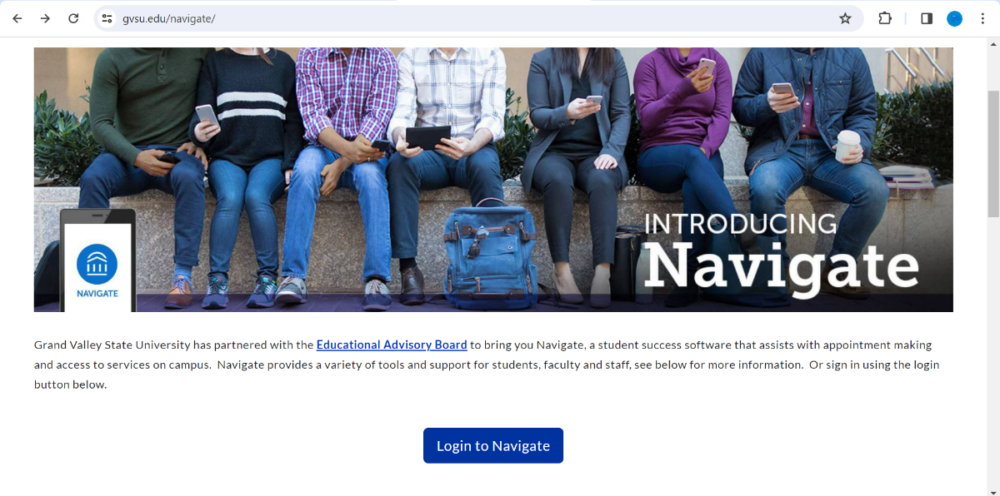 gvsu.edu/navigate/
INTRODUCING
Navigate
NAVIGATE
Grand Valley State University has partnered with the Educational Advisory Board to bring you Navigate, a student success software that assists with appointment making
and access to services on campus.  Navigate provides a variety of tools and support for students, faculty and staff, see below for more information.  Or sign in using the login
button below.
Login to Navigate